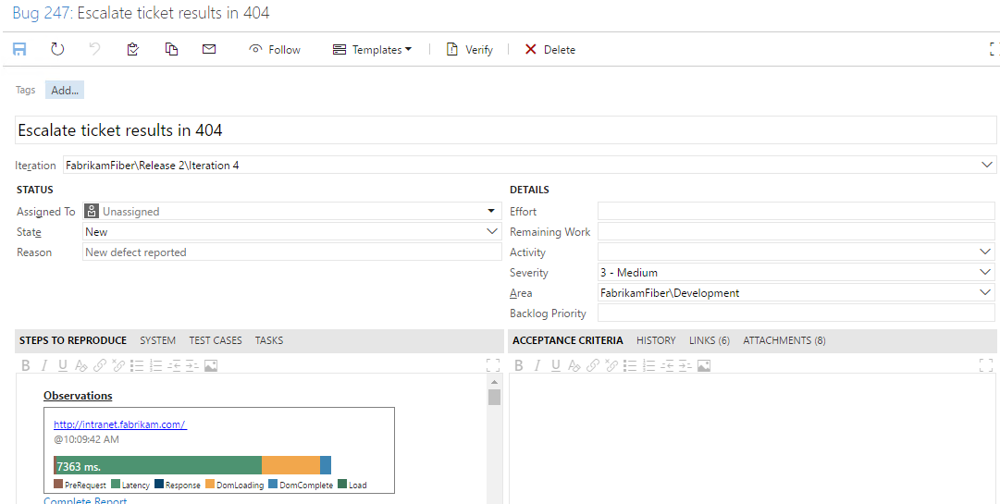 Bug 247: Escalate ticket results in 404
Follow Templates Verify Delete
Tags Add...
Escalate ticket results in 404
Iteration FabrikamFiber\Release 2\Iteration 4
STATUS
Assigned To Unassigned
State New
Reason New defect reported
DETAILS
Effort
Remaining Work
Activity
Severity 3 - Medium
Area FabrikamFiber\Development
Backlog Priority
STEPS TO REPRODUCE SYSTEM TEST CASES TASKS
B I U
Observations
http://intranet.fabrikam.com/
@10:09:42 AM
7363 ms.
PreRequest Latency Response DomLoading DomComplete Load
Complete Report
ACCEPTANCE CRITERIA HISTORY LINKS (6) ATTACHMENTS (8)
B I U